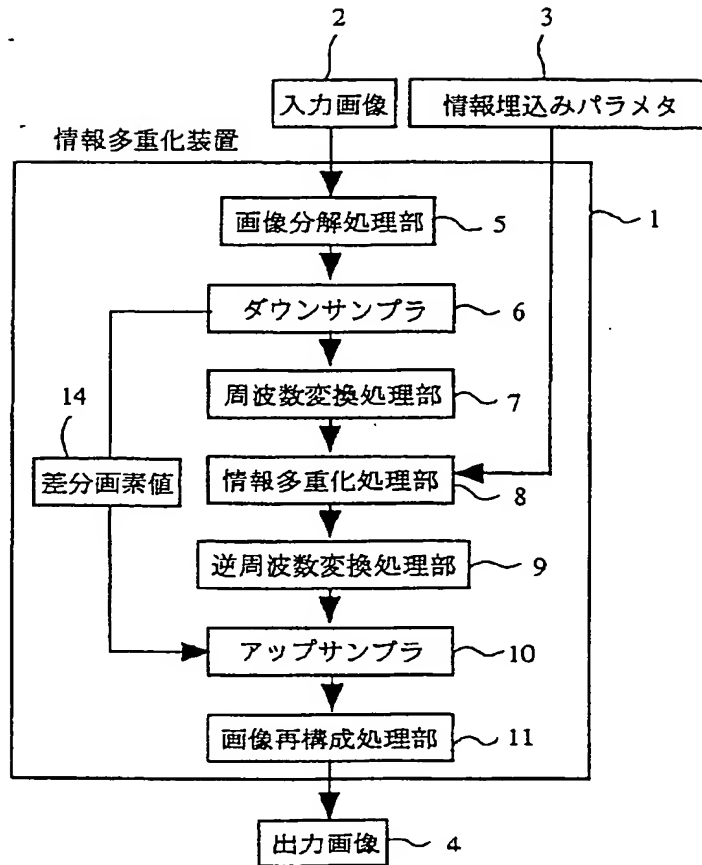 2
3
入力画像
情報埋込みパラメタ
情報多重化装置
画像分解処理部
5
1
ダウンサンプラ
6
周波数変換処理部
7
14
差分画素値
情報多重化処理部
8
逆周波数変換処理部
9
アップサンプラ
10
画像再構成処理部
11
出力画像
4